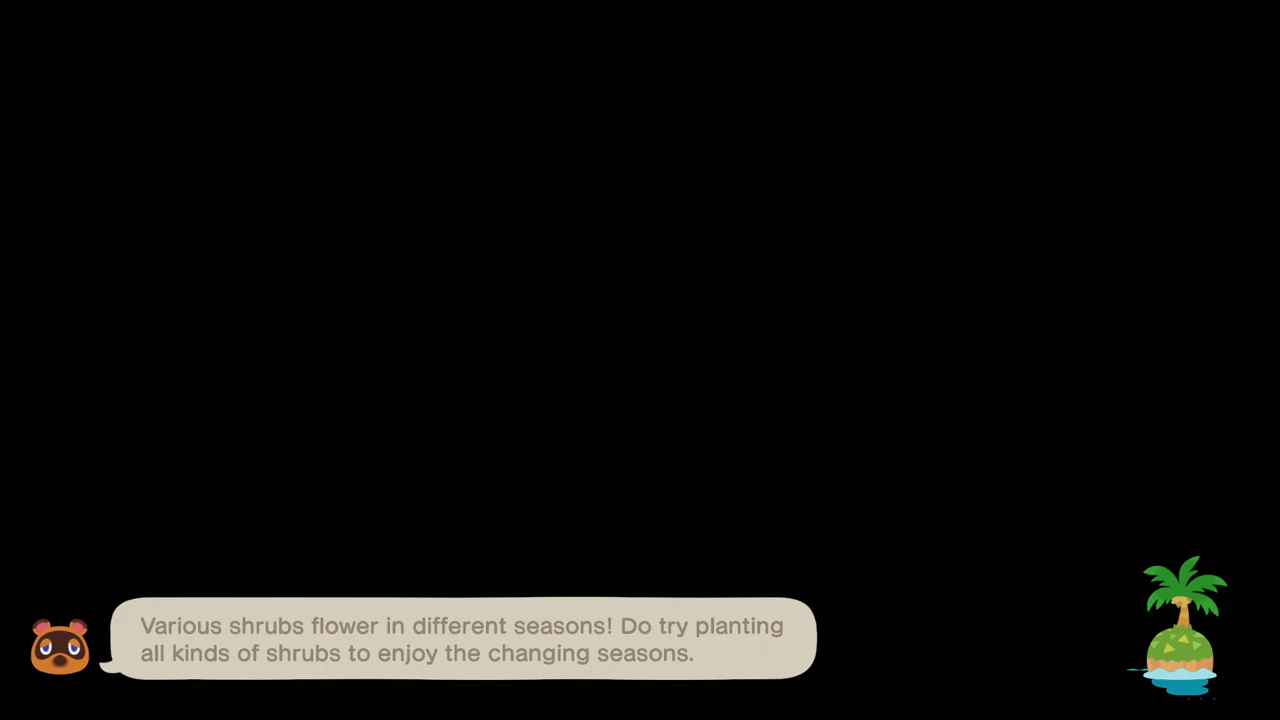 Various shrubs flower in different seasons! Do try planting
all kinds of shrubs to enjoy the changing seasons.